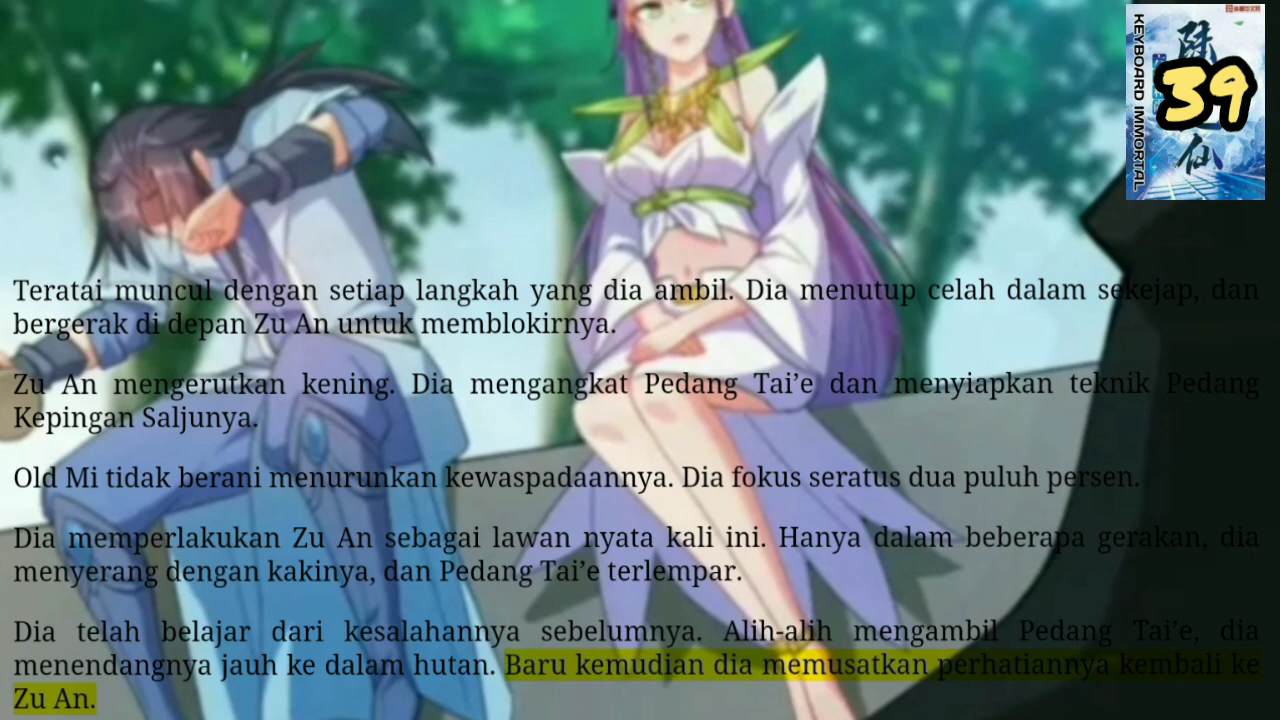 KEYBOARD IMMORTAL
39
仙
Teratai muncul dengan setiap langkah yang dia ambil. Dia menutup celah dalam sekejap, dan
bergerak di depan Zu An untuk memblokirnya.
Zu An mengerutkan kening. Dia mengangkat Pedang Tai’e dan menyiapkan teknik Pedang
Kepingan Saljunya.
Old Mi tidak berani menurunkan kewaspadaannya. Dia fokus seratus dua puluh persen.
Dia memperlakukan Zu An sebagai lawan nyata kali ini. Hanya dalam beberapa gerakan, dia
menyerang dengan kakinya, dan Pedang Tai’e terlempar.
Dia telah belajar dari kesalahannya sebelumnya. Alih-alih mengambil Pedang Tai’e, dia
menendangnya jauh ke dalam hutan. Baru kemudian dia memusatkan perhatiannya kembali ke
Zu An.